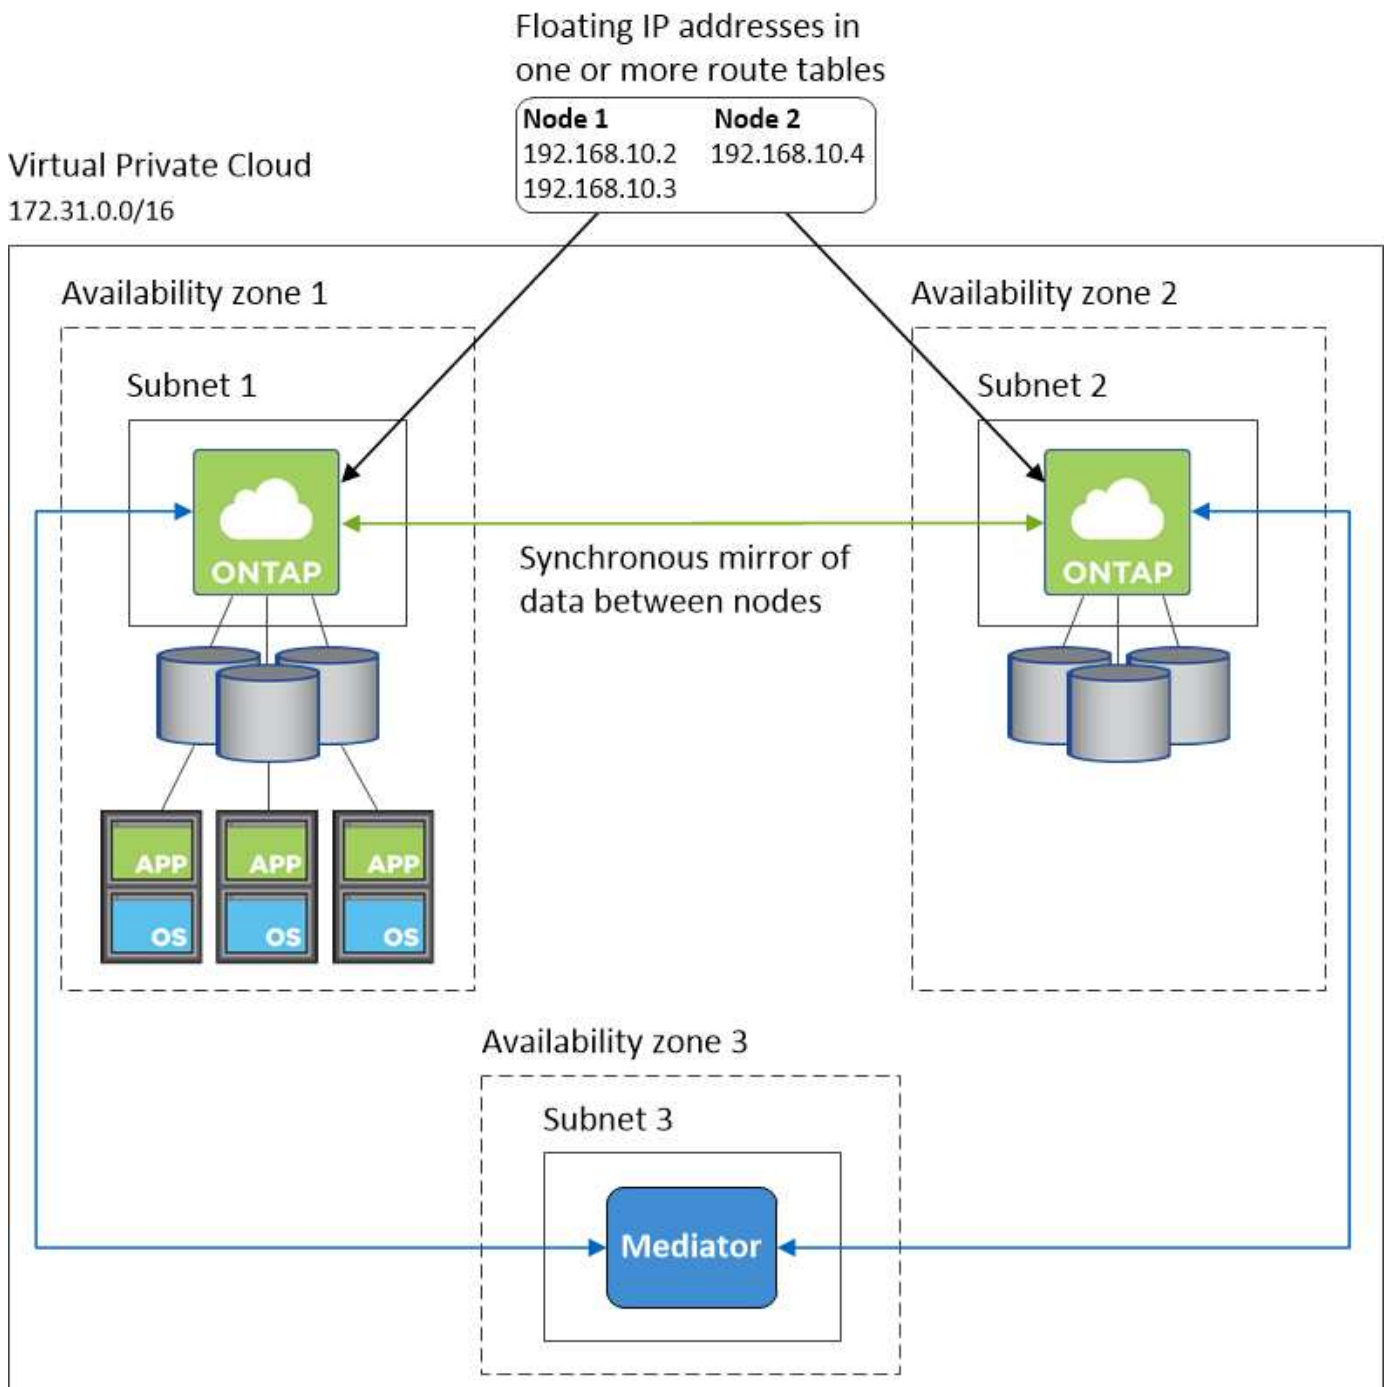 Floating IP addresses in
one or more route tables
Node 1 Node 2
192.168.10.2 192.168.10.4
192.168.10.3
Virtual Private Cloud
172.31.0.0/16
Availability zone 1
Availability zone 2
Subnet 1
Subnet 2
ONTAP
ONTAP
Synchronous mirror of
data between nodes
APP
APP
APP
OS
OS
OS
Availability zone 3
Subnet 3
Mediator